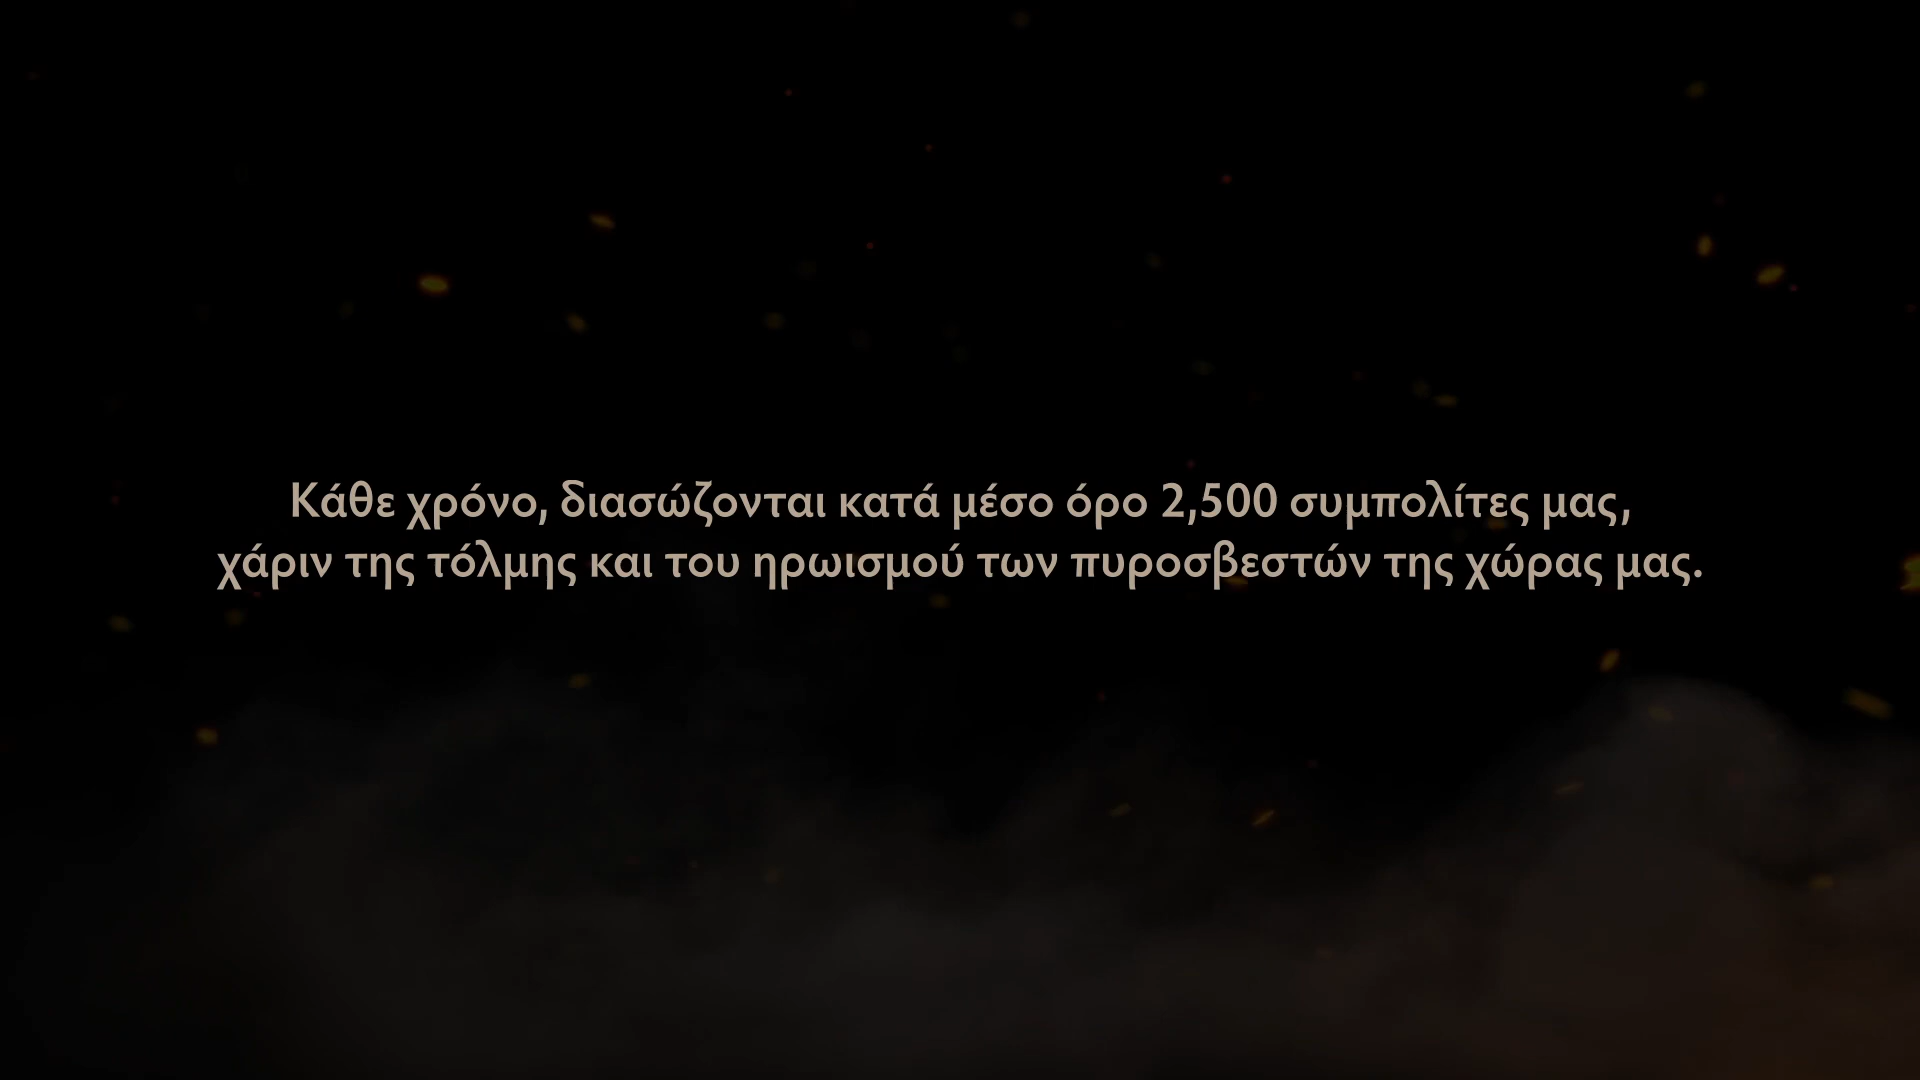 Κάθε χρόνο, διασώζονται κατά μέσο όρο 2,500 συμπολίτες μας,
χάριν της τόλμης και του ηρωισμού των πυροσβεστών της χώρας μας.